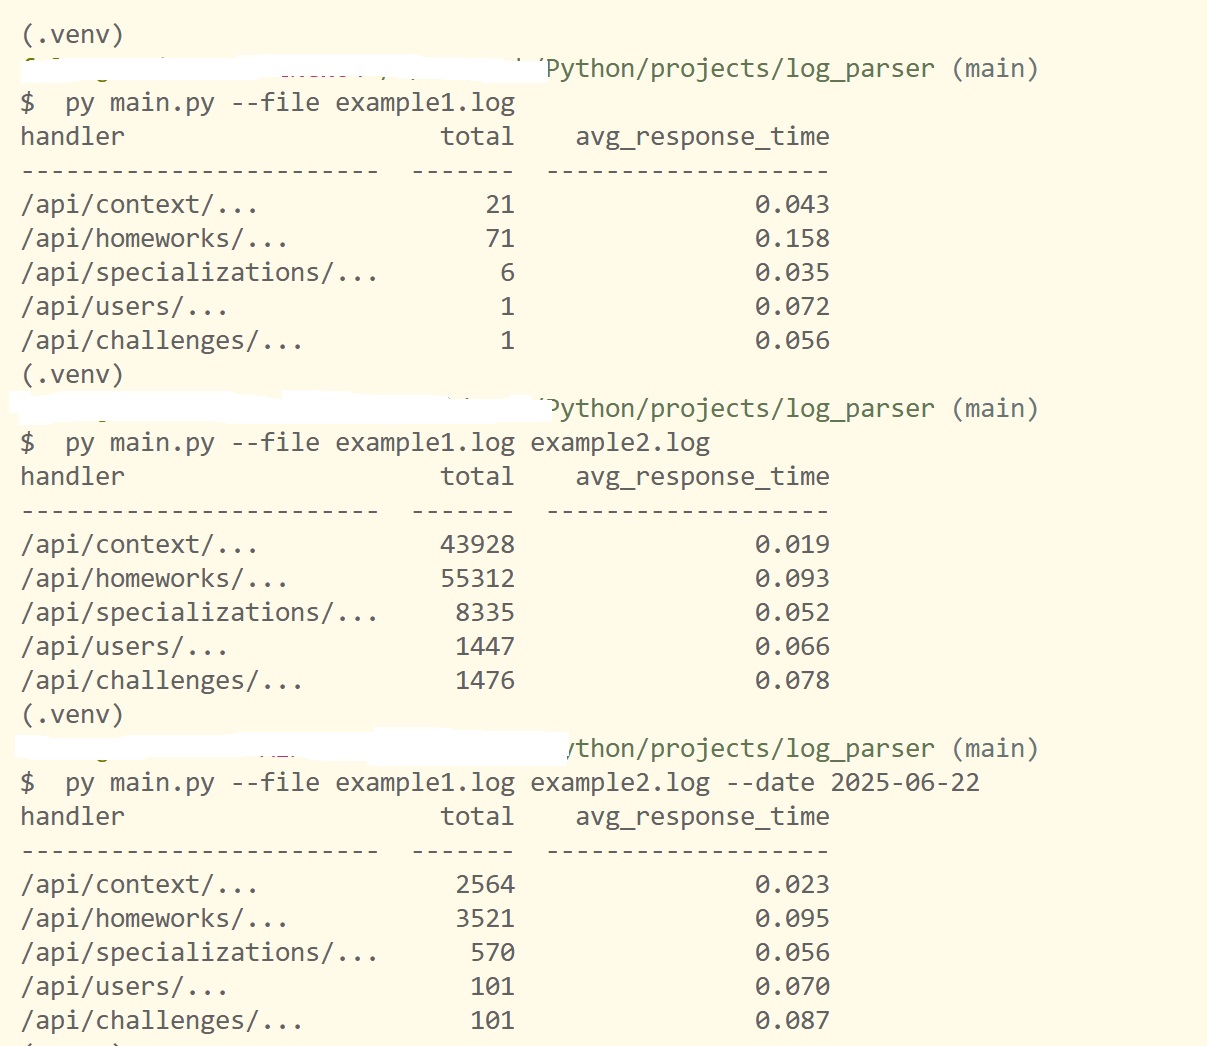 (.venv)
/Python/projects/log_parser (main)
$  py main.py --file example1.log
handler                     total    avg_response_time
------------------------  -------  -------------------
/api/context/...               21                0.043
/api/homeworks/...             71                0.158
/api/specializations/...        6                0.035
/api/users/...                  1                0.072
/api/challenges/...             1                0.056
(.venv)
/Python/projects/log_parser (main)
$  py main.py --file example1.log example2.log
handler                     total    avg_response_time
------------------------  -------  -------------------
/api/context/...            43928                0.019
/api/homeworks/...          55312                0.093
/api/specializations/...     8335                0.052
/api/users/...               1447                0.066
/api/challenges/...          1476                0.078
(.venv)
ython/projects/log_parser (main)
$  py main.py --file example1.log example2.log --date 2025-06-22
handler                     total    avg_response_time
------------------------  -------  -------------------
/api/context/...             2564                0.023
/api/homeworks/...           3521                0.095
/api/specializations/...      570                0.056
/api/users/...                101                0.070
/api/challenges/...           101                0.087